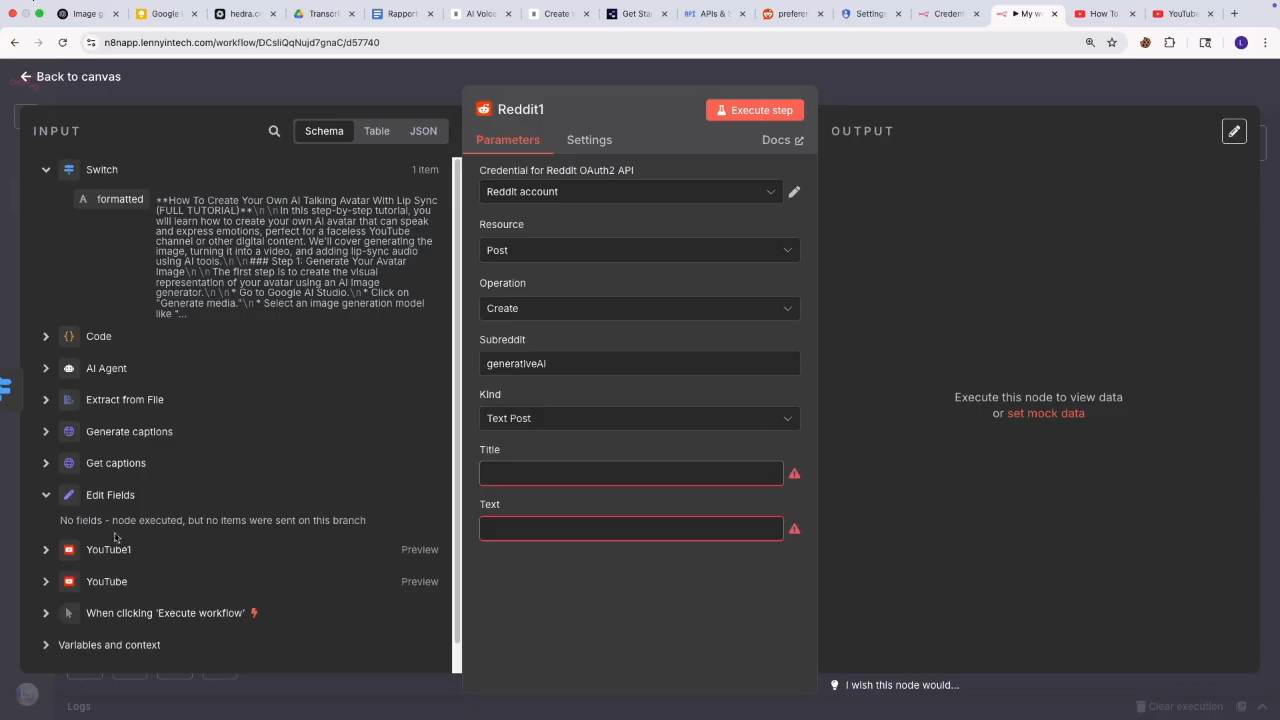 Image g
Google
hedra.c
Transcri
Rapport
AI Voice
Create
Get Sta
APIs &
preferer
Settings
Credent
My w
How To
YouTube
n8napp.lennyintech.com/workflow/DCsliQqNujd7gnaC/d57740
Back to canvas
INPUT
Schema
Table
JSON
Switch
1 item
A formatted
**How To Create Your Own AI Talking Avatar With Lip Sync
(FULL TUTORIAL)**\n\n In this step-by-step tutorial, you
will learn how to create your own AI avatar that can speak
and express emotions, perfect for a faceless YouTube
channel or other digital content. We'll cover generating the
image, turning it into a video, and adding lip-sync audio
using AI tools.\n\n### Step 1: Generate Your Avatar
Image\n\n The first step is to create the visual
representation of your avatar using an AI image
generator.\n\n* Go to Google AI Studio.\n* Click on
"Generate media."\n* Select an image generation model
like "...
Code
AI Agent
Extract from File
Generate captions
Get captions
Edit Fields
No fields - node executed, but no items were sent on this branch
YouTube1
Preview
YouTube
Preview
When clicking 'Execute workflow'
Variables and context
Reddit1
Execute step
Parameters
Settings
Docs
Credential for Reddit OAuth2 API
Reddit account
Resource
Post
Operation
Create
Subreddit
generativeAI
Kind
Text Post
Title
Text
OUTPUT
Execute this node to view data
or set mock data
I wish this node would...
Logs
Clear execution